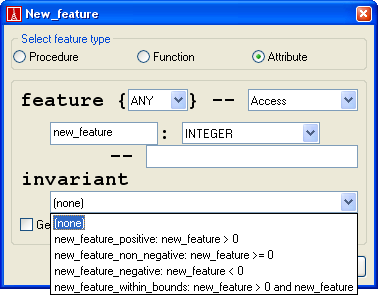 New_feature
Select feature type
Procedure Function Attribute
feature { ANY } -- Access
new_feature : INTEGER
--
invariant
(none)
(none)
Ge
new_feature_positive: new_feature > 0
new_feature_non_negative: new_feature >= 0
new_feature_negative: new_feature < 0
new_feature_within_bounds: new_feature > 0 and new_feature